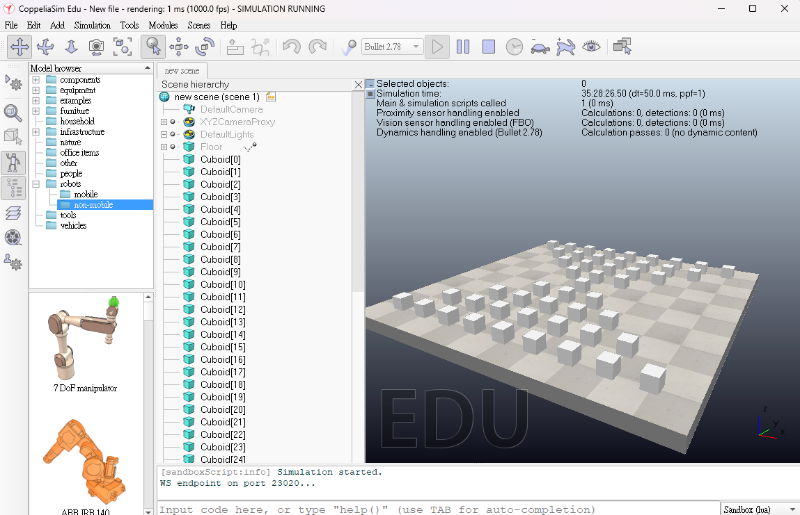 CoppeliaSim Edu - New file - rendering: 1 ms (1000.0 fps) - SIMULATION RUNNING
File Edit Add Simulation Tools Modules Scenes Help
Bullet 2.78
Model browser
components
equipment
examples
furniture
household
infrastructure
nature
office items
other
people
robots
mobile
non-mobile
tools
vehicles
7 DoF manipulator
ABB IRB 140
new scene
Scene hierarchy
new scene (scene 1)
DefaultCamera
XYZCameraProxy
DefaultLights
Floor
Cuboid[0]
Cuboid[1]
Cuboid[2]
Cuboid[3]
Cuboid[4]
Cuboid[5]
Cuboid[6]
Cuboid[7]
Cuboid[8]
Cuboid[9]
Cuboid[10]
Cuboid[11]
Cuboid[12]
Cuboid[13]
Cuboid[14]
Cuboid[15]
Cuboid[16]
Cuboid[17]
Cuboid[18]
Cuboid[19]
Cuboid[20]
Cuboid[21]
Cuboid[22]
Cuboid[23]
Cuboid[24]
Selected objects: 0
Simulation time: 35:28:26.50 (dt=50.0 ms, ppf=1)
Main & simulation scripts called 1 (0 ms)
Proximity sensor handling enabled Calculations: 0, detections: 0 (0 ms)
Vision sensor handling enabled (FBO) Calculations: 0, detections: 0 (0 ms)
Dynamics handling enabled (Bullet 2.78) Calculation passes: 0 (no dynamic content)
EDU
z
y
x
[sandboxScript:info] Simulation started.
WS endpoint on port 23020...
Input code here, or type "help()" (use TAB for auto-completion)
Sandbox (lua)